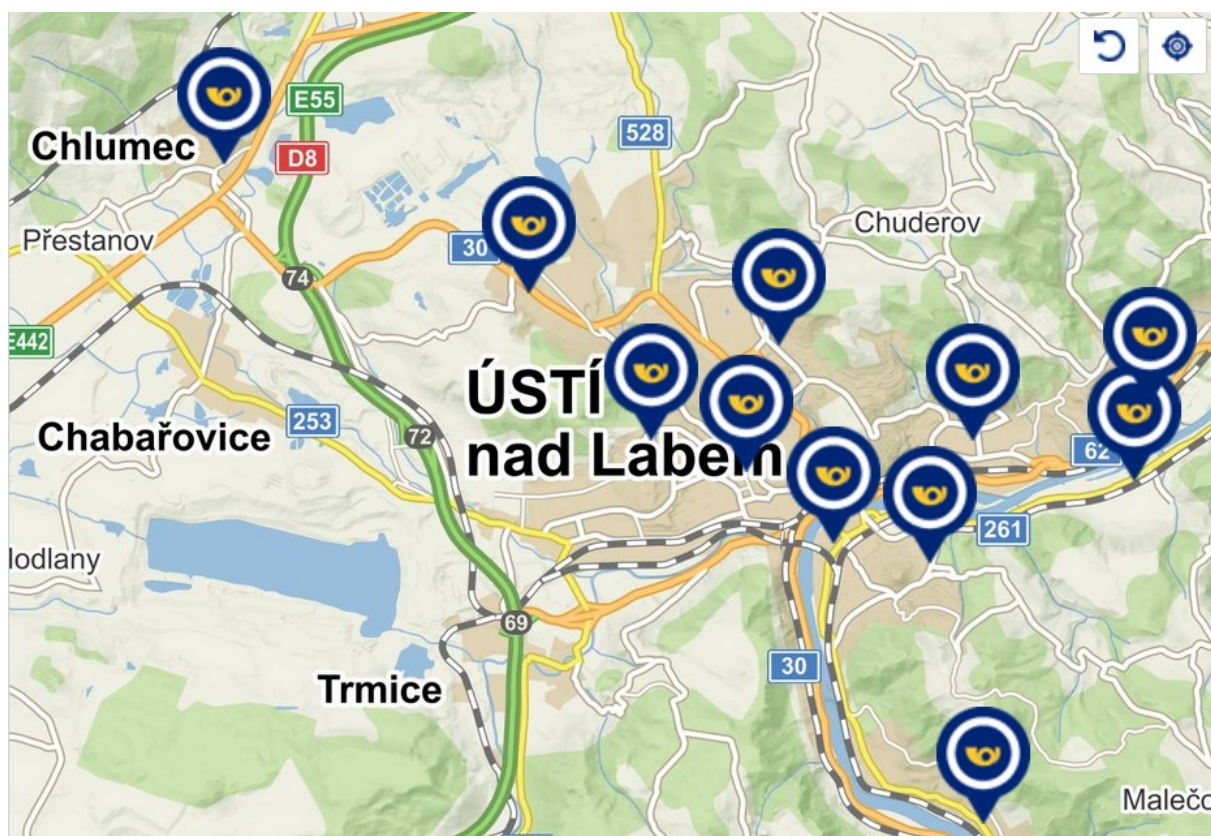 E55
528
Chlumec
D8
Chuderov
Přestanov
30
74
E442
ÚSTÍ
nad Labem
253
Chabařovice
72
62
261
lodlany
69
30
Trmice
Malečo